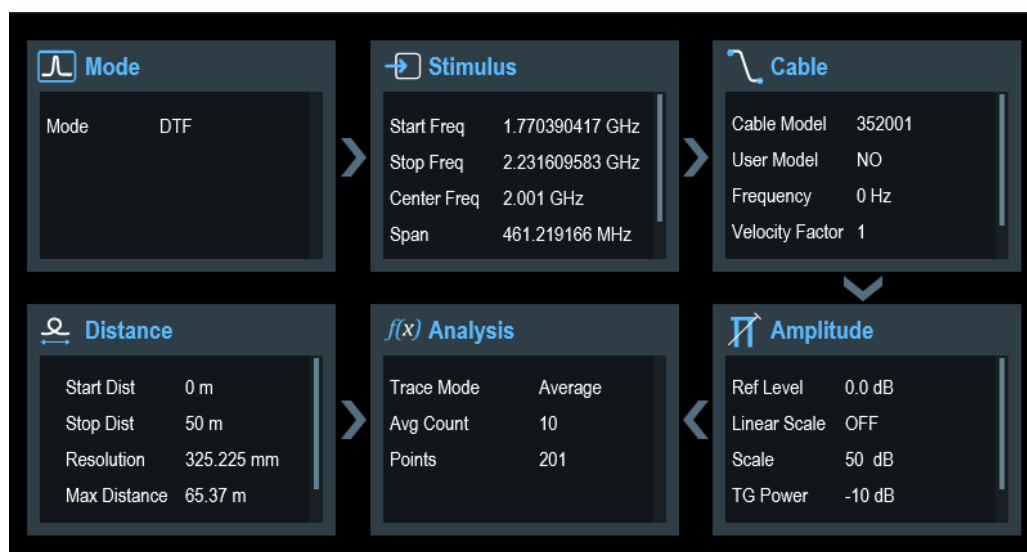 Mode
Mode DTF
Stimulus
Start Freq 1.770390417 GHz
Stop Freq 2.231609583 GHz
Center Freq 2.001 GHz
Span 461.219166 MHz
Cable
Cable Model 352001
User Model NO
Frequency 0 Hz
Velocity Factor 1
Distance
Start Dist 0 m
Stop Dist 50 m
Resolution 325.225 mm
Max Distance 65.37 m
f(x) Analysis
Trace Mode Average
Avg Count 10
Points 201
Amplitude
Ref Level 0.0 dB
Linear Scale OFF
Scale 50 dB
TG Power -10 dB